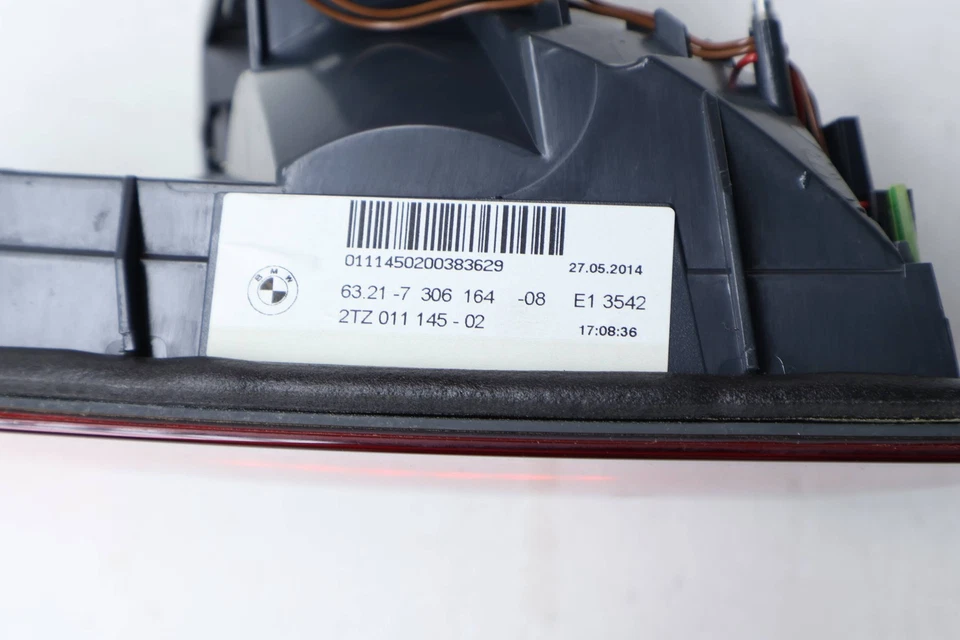 0111450200383629
27.05.2014
BMW
63.21-7 306 164 -08 E1 3542
2TZ 011 145-02
17:08:36